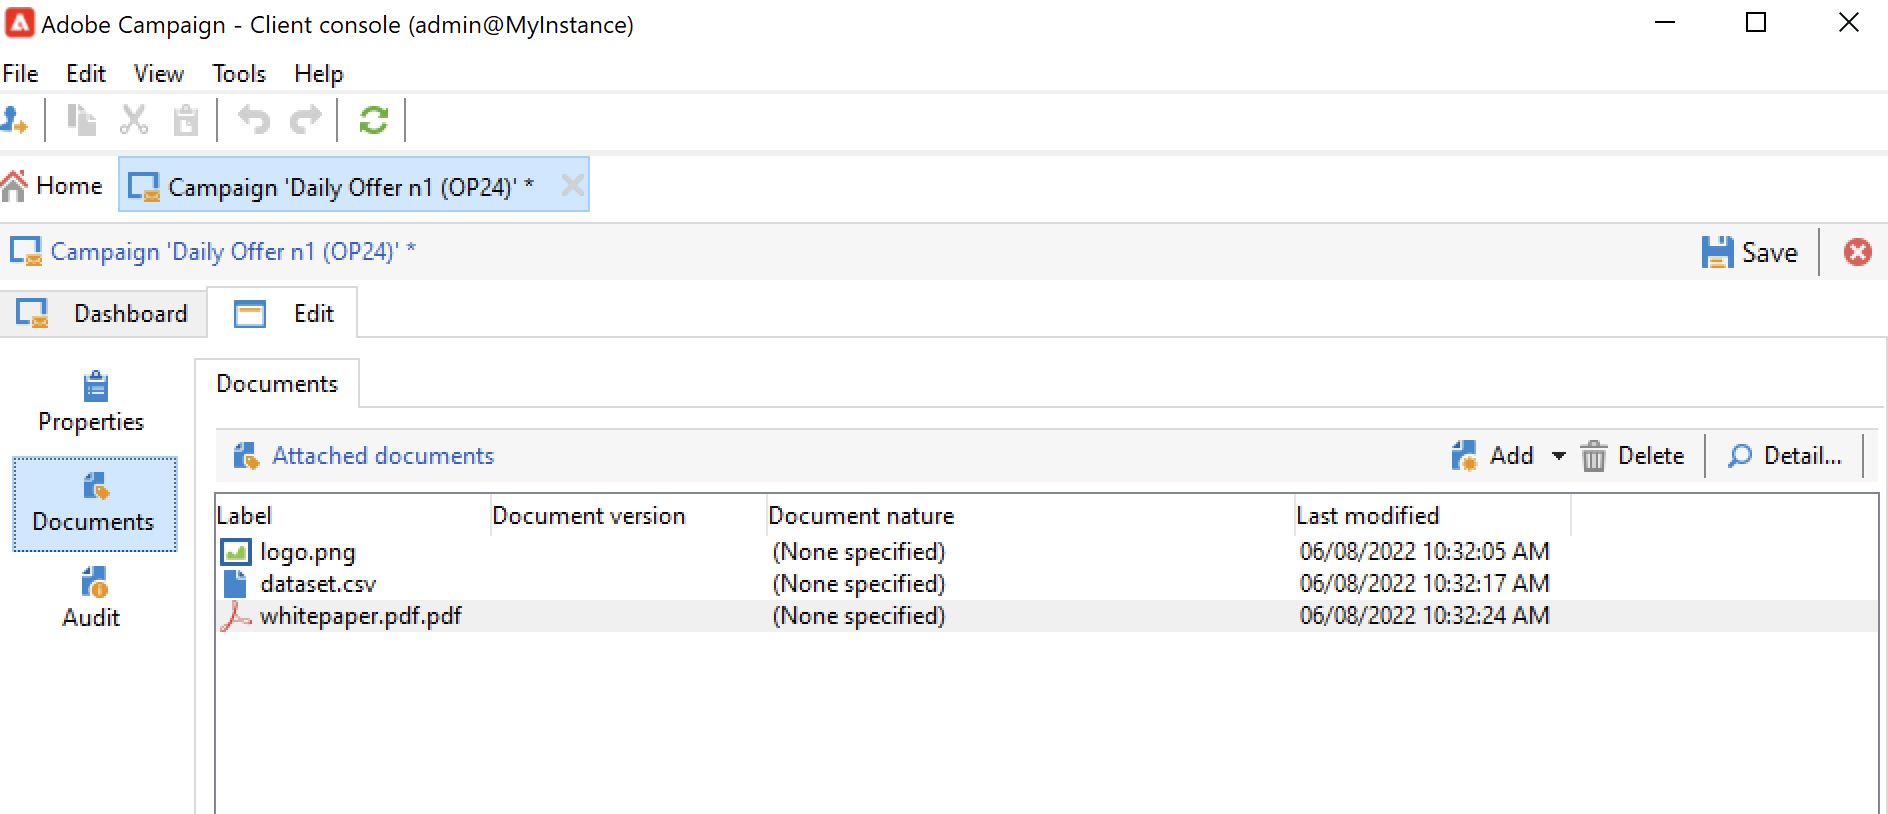 Adobe Campaign - Client console (admin@MyInstance)
File Edit View Tools Help
Home Campaign 'Daily Offer n1 (OP24)' *
Campaign 'Daily Offer n1 (OP24)' * Save
Dashboard Edit
Properties
Documents
Audit
Documents
Attached documents Add Delete Detail...
Label Document version Document nature Last modified
logo.png (None specified) 06/08/2022 10:32:05 AM
dataset.csv (None specified) 06/08/2022 10:32:17 AM
whitepaper.pdf.pdf (None specified) 06/08/2022 10:32:24 AM